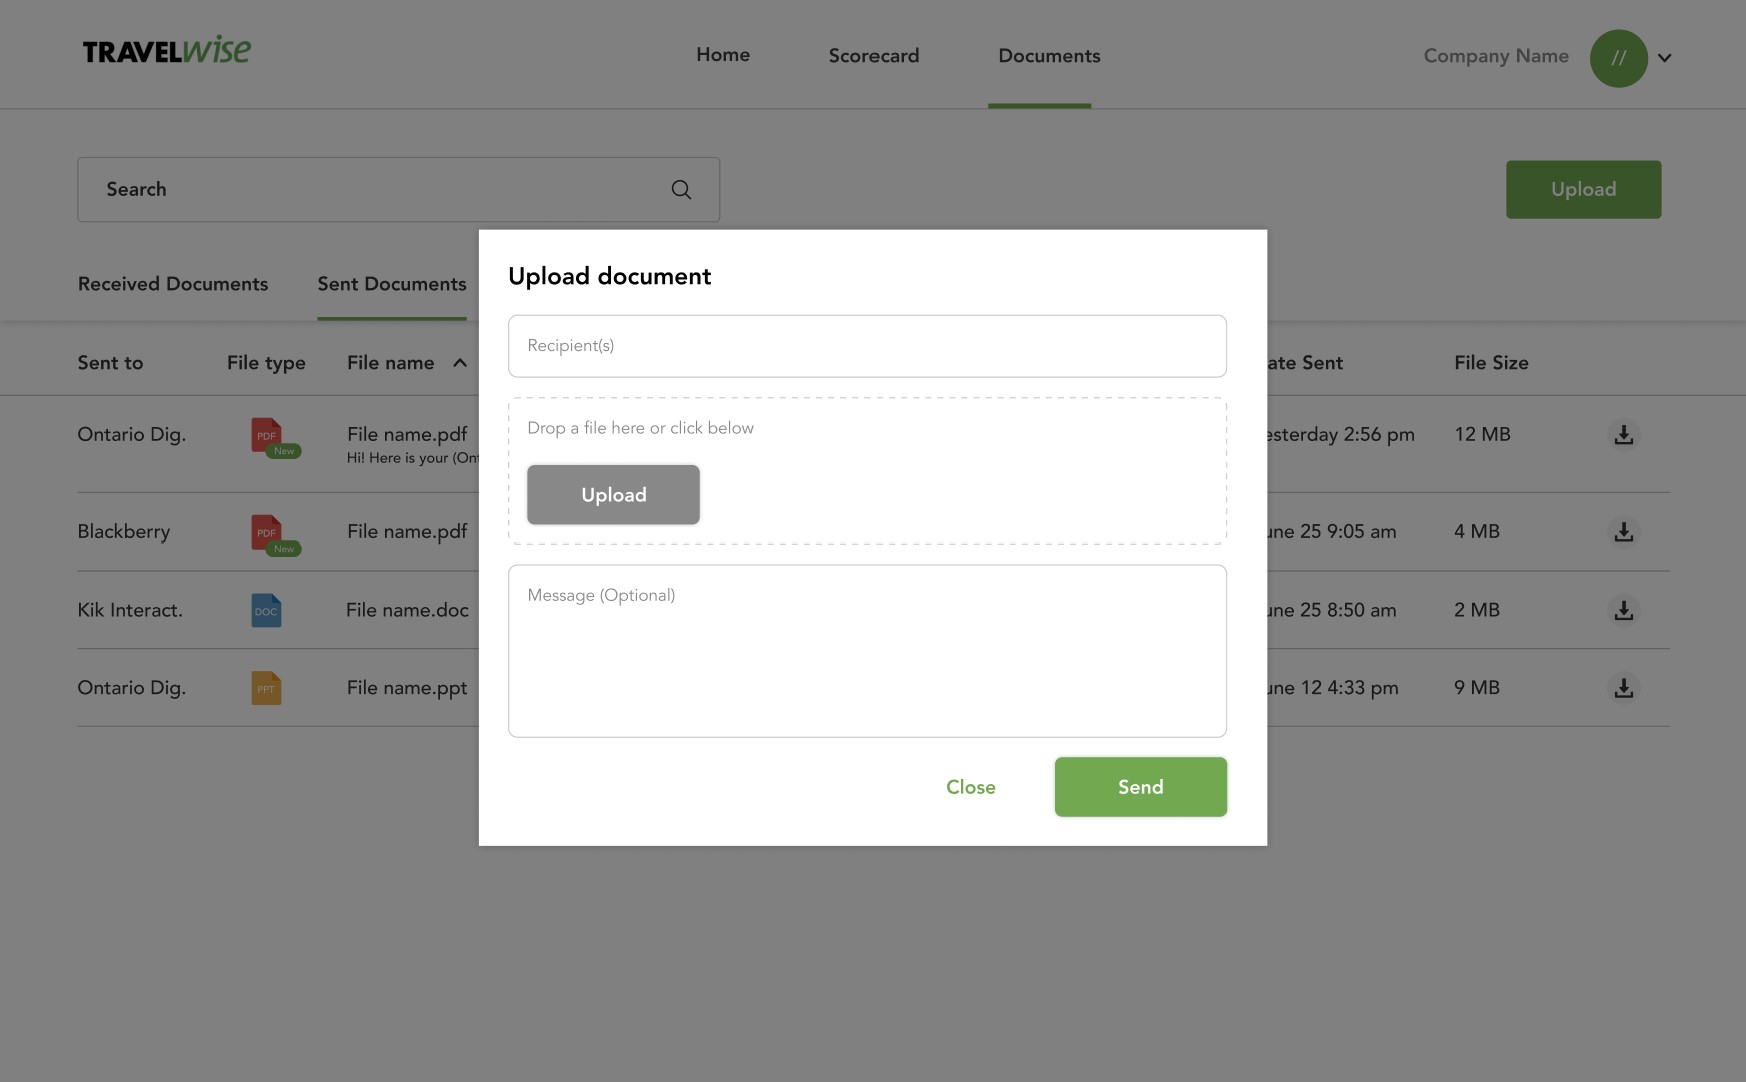 TRAVELwise
Home Scorecard Documents Company Name //
Search Upload
Received Documents Sent Documents
Upload document
Recipient(s)
Drop a file here or click below
Upload
Message (Optional)
Close Send
Sent to File type File name ate Sent File Size
Ontario Dig. PDF New File name.pdf esterday 2:56 pm 12 MB
Hi! Here is your (Ont
Blackberry PDF New File name.pdf une 25 9:05 am 4 MB
Kik Interact. DOC File name.doc une 25 8:50 am 2 MB
Ontario Dig. PPT File name.ppt une 12 4:33 pm 9 MB